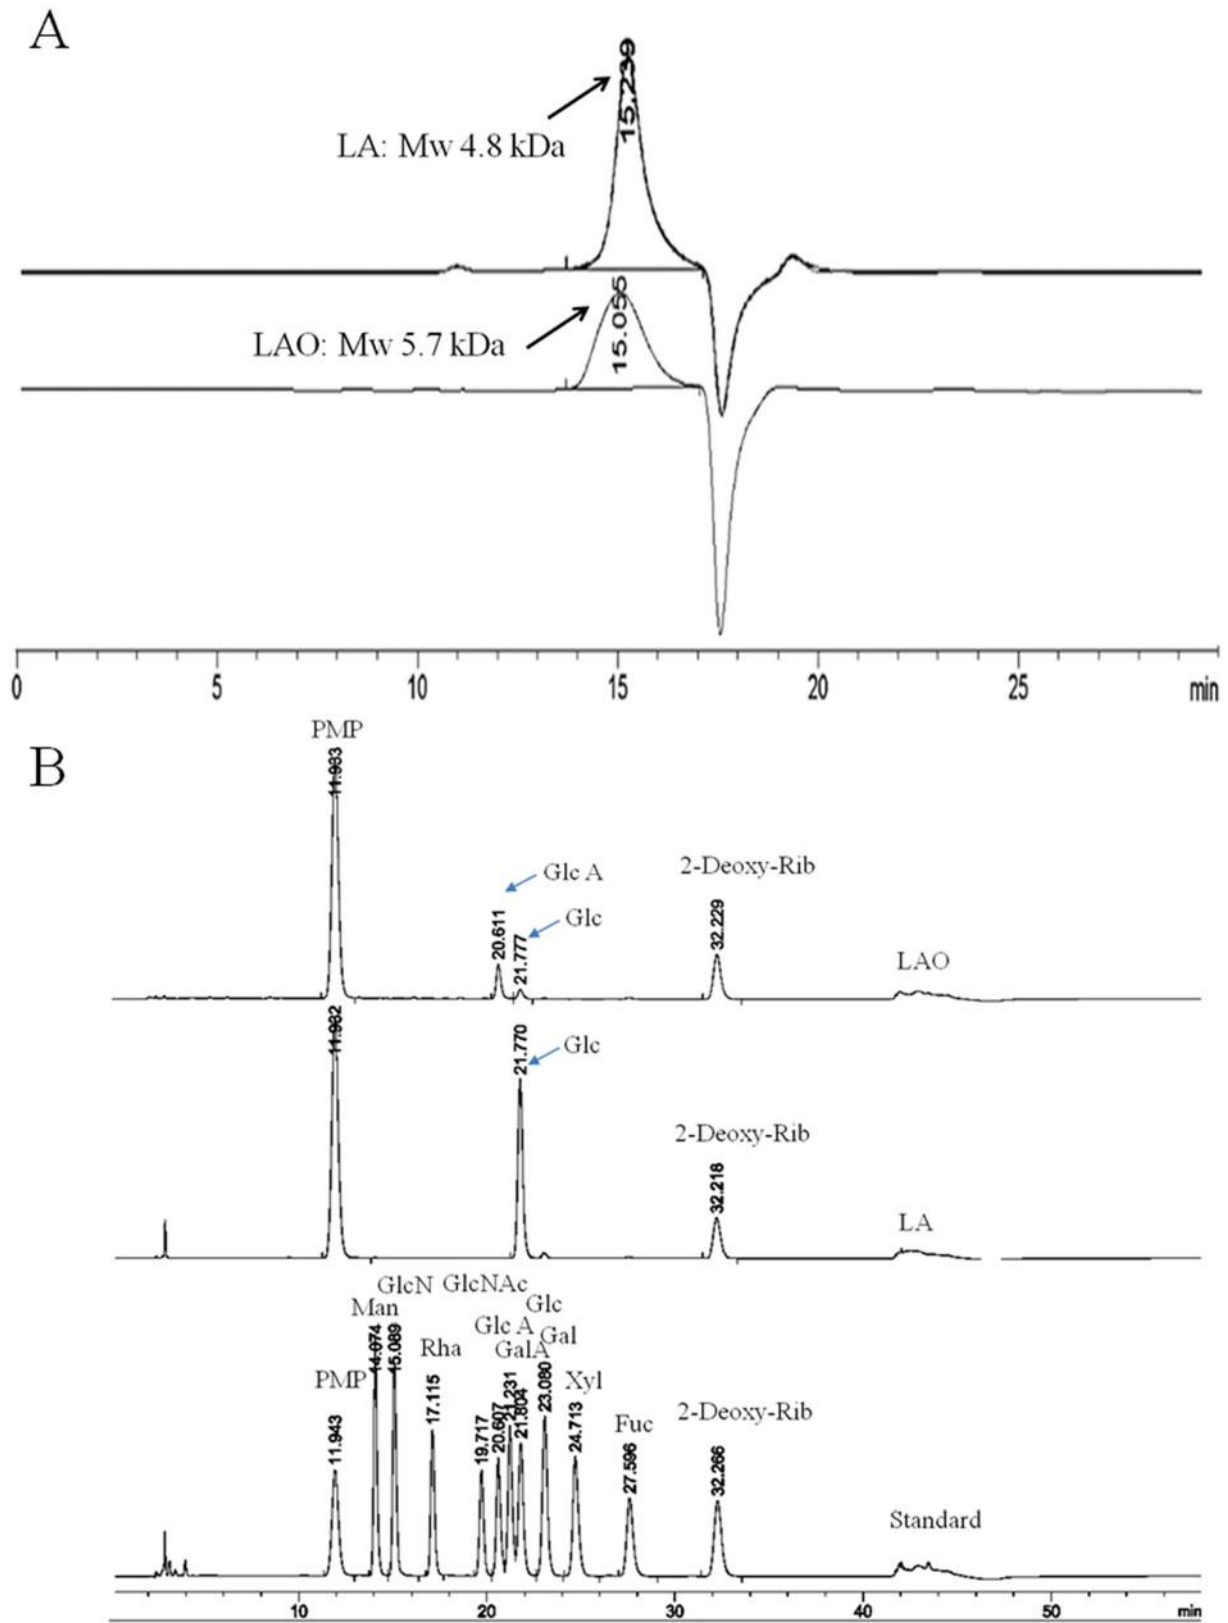 A
15.239
LA: Mw 4.8 kDa
15.055
LAO: Mw 5.7 kDa
0 5 10 15 20 25 min
B
PMP
11.933
Glc A
20.611
Glc
21.777
2-Deoxy-Rib
32.229
LAO
11.932
Glc
21.770
2-Deoxy-Rib
32.218
LA
GlcN GlcNAc
Man Glc
Glc A Gal
Rha GalA
PMP Xyl
Fuc 2-Deoxy-Rib
11.943
14.074
15.089
17.115
19.717
20.607
21.231
21.804
23.080
24.713
27.596
32.266
Standard
10 20 30 40 50 min